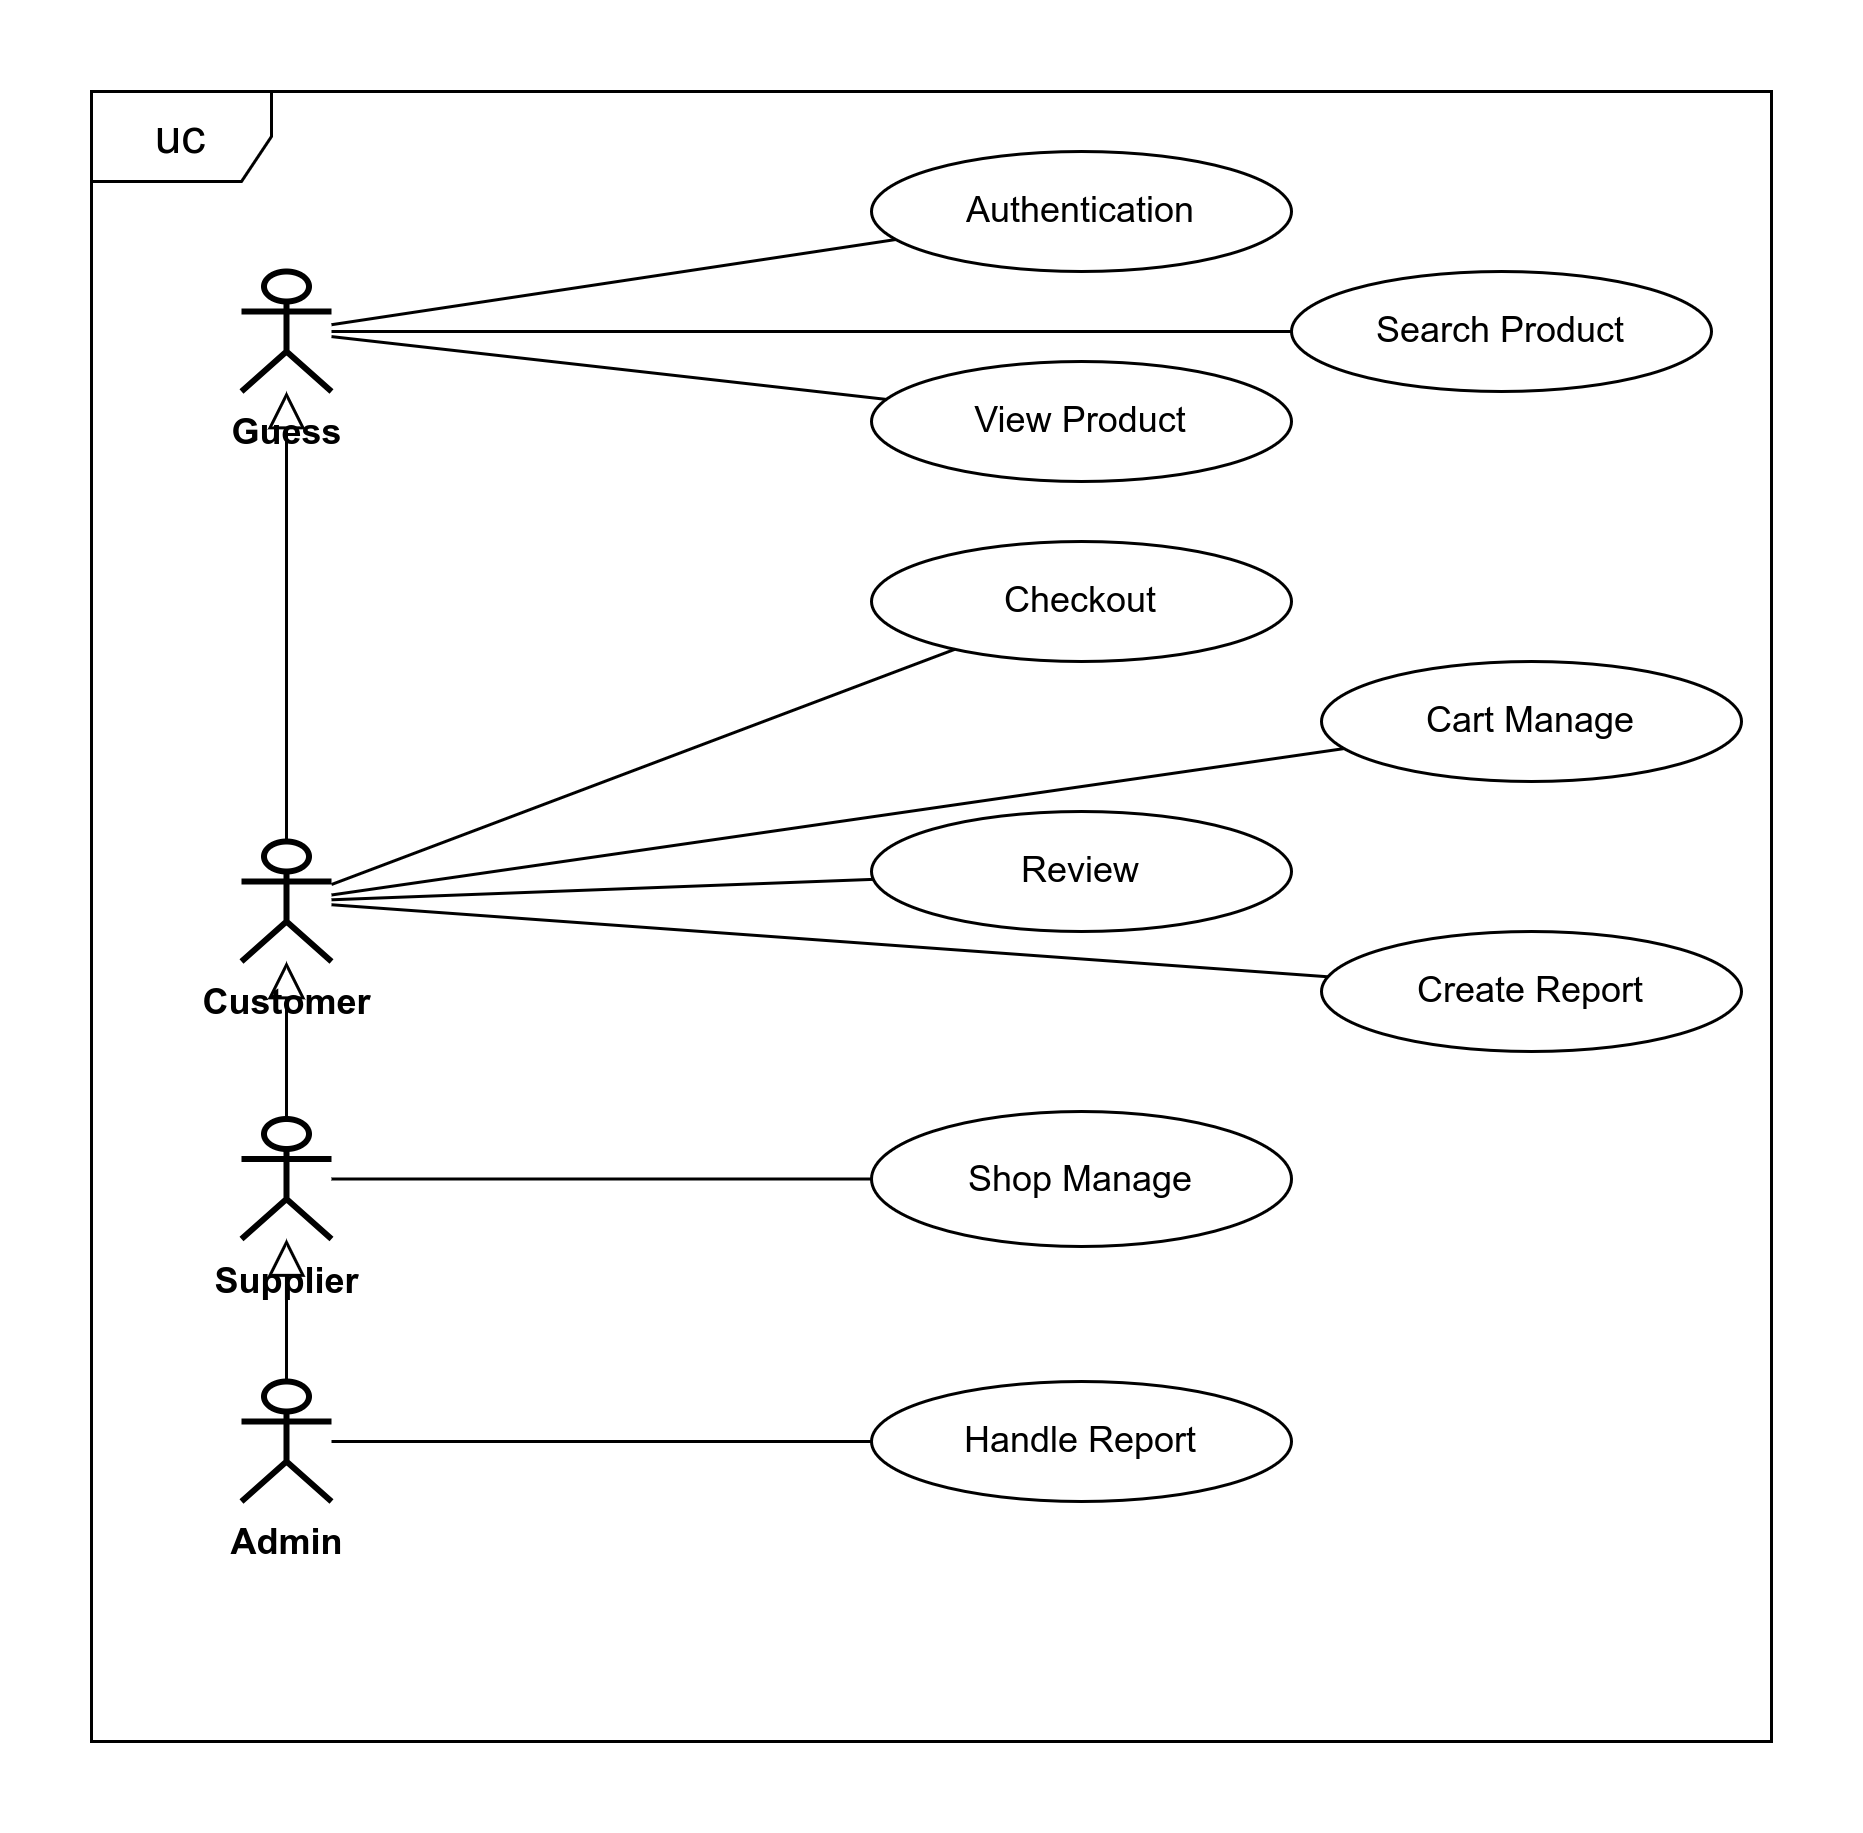 uc
Authentication
Search Product
View Product
Guess
Checkout
Cart Manage
Review
Create Report
Customer
Shop Manage
Supplier
Handle Report
Admin